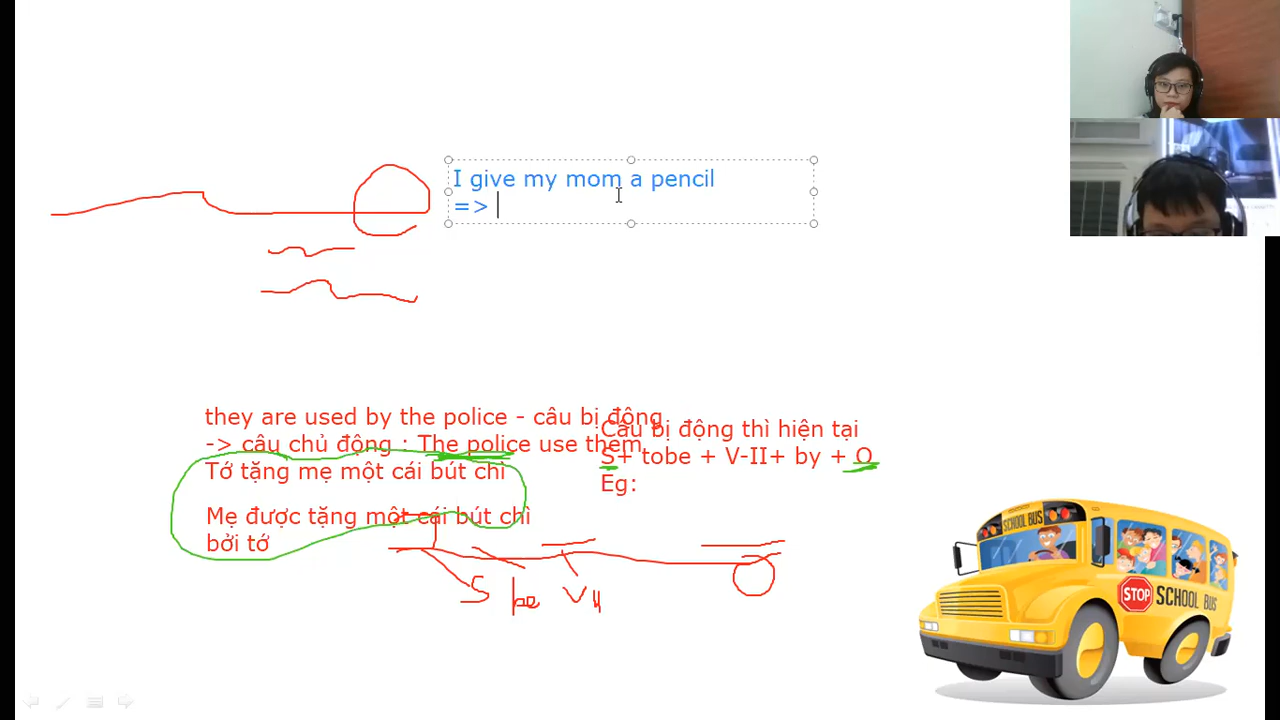 I give my mom a pencil
=>
they are used by the police - câu bị động
-> câu chủ động : The police use them
Tớ tặng mẹ một cái bút chì
Mẹ được tặng một cái bút chì
bởi tớ
Câu bị động thì hiện tại
S+ tobe + V-II+ by + O
Eg:
S be V II
SCHOOL BUS
STOP SCHOOL BUS